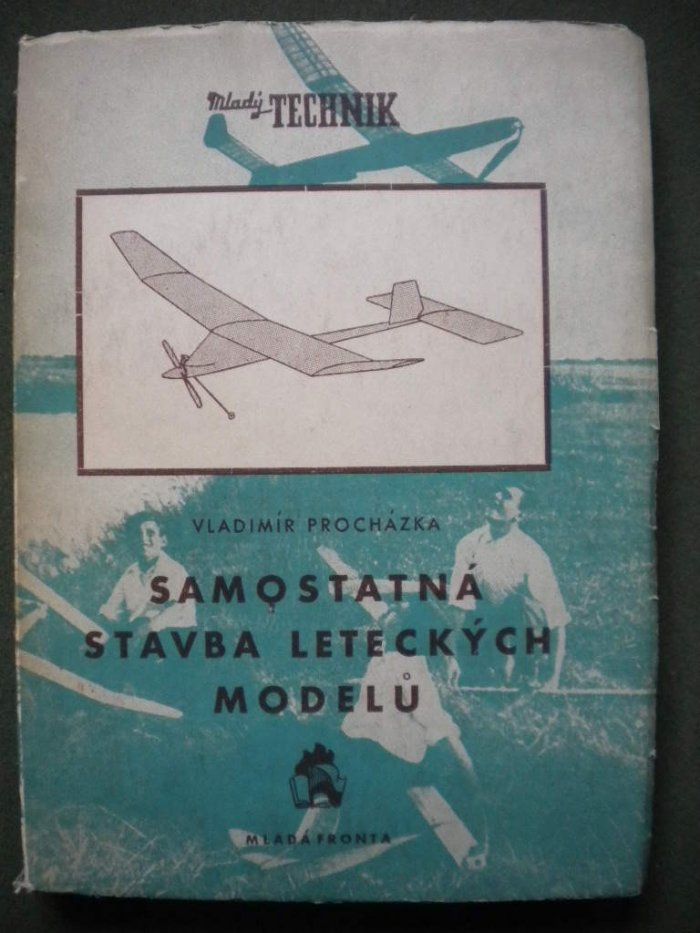 Mladý TECHNIK
VLADIMÍR PROCHÁZKA
SAMOSTATNÁ
STAVBA LETECKÝCH
MODELŮ
MLADÁ FRONTA